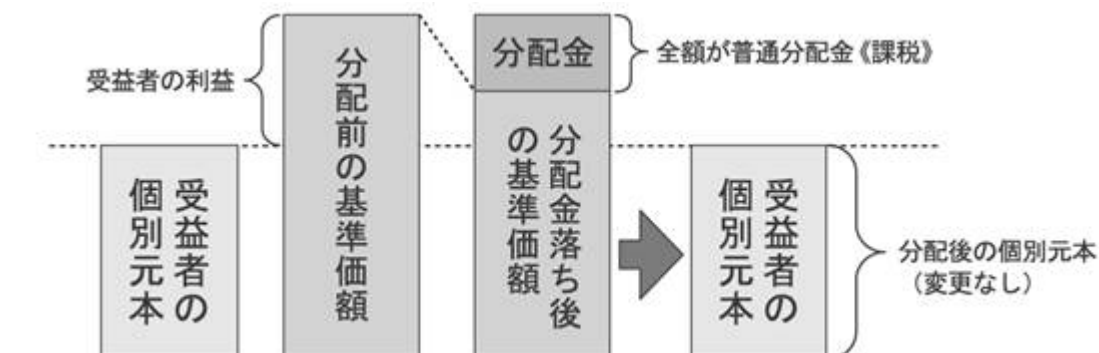 受益者の利益
受益者の
個別元本
分配前の基準価額
分配金
全額が普通分配金《課税》
分配金落ち後
の基準価額
受益者の
個別元本
分配後の個別元本
（変更なし）